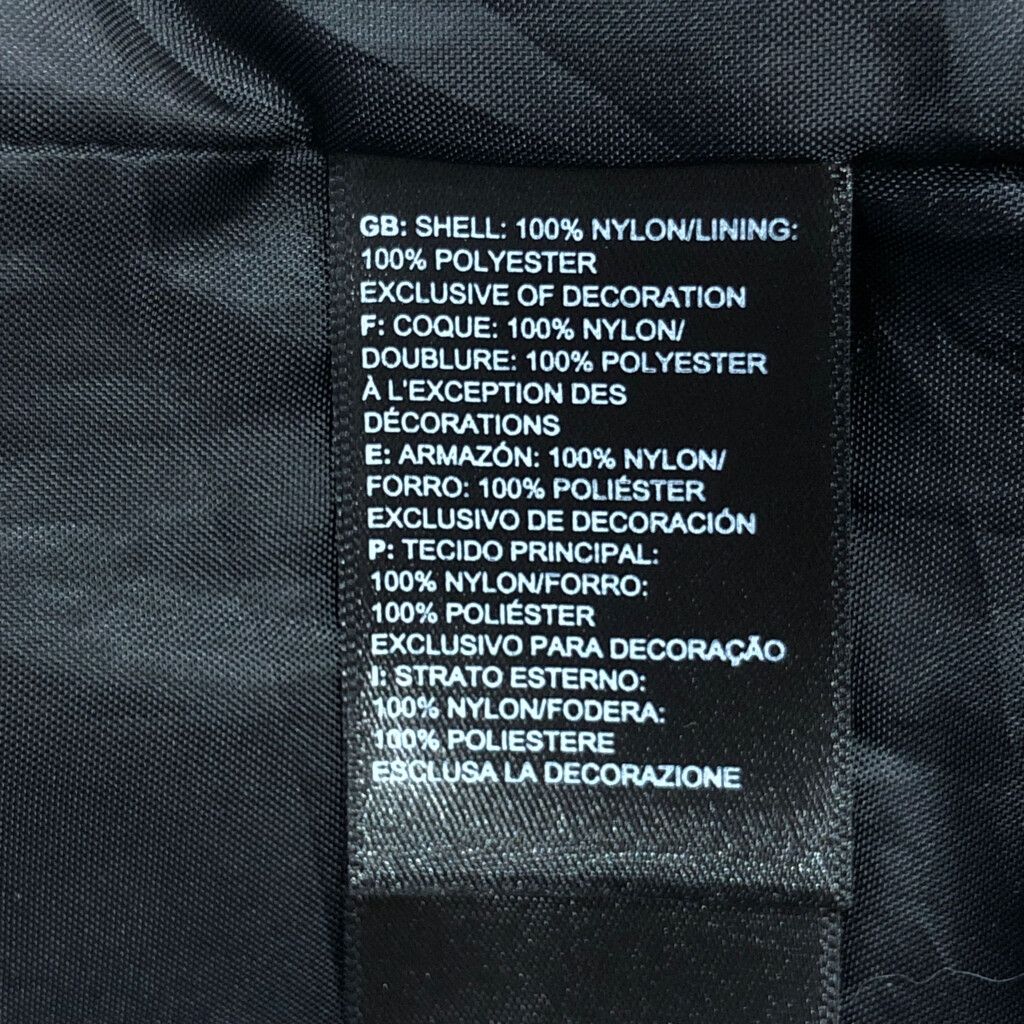 GB: SHELL: 100% NYLON/LINING:
100% POLYESTER
EXCLUSIVE OF DECORATION
F: COQUE: 100% NYLON/
DOUBLURE: 100% POLYESTER
À L'EXCEPTION DES
DÉCORATIONS
E: ARMAZÓN: 100% NYLON/
FORRO: 100% POLIÉSTER
EXCLUSIVO DE DECORACIÓN
P: TECIDO PRINCIPAL:
100% NYLON/FORRO:
100% POLIÉSTER
EXCLUSIVO PARA DECORAÇÃO
I: STRATO ESTERNO:
100% NYLON/FODERA:
100% POLIESTERE
ESCLUSA LA DECORAZIONE